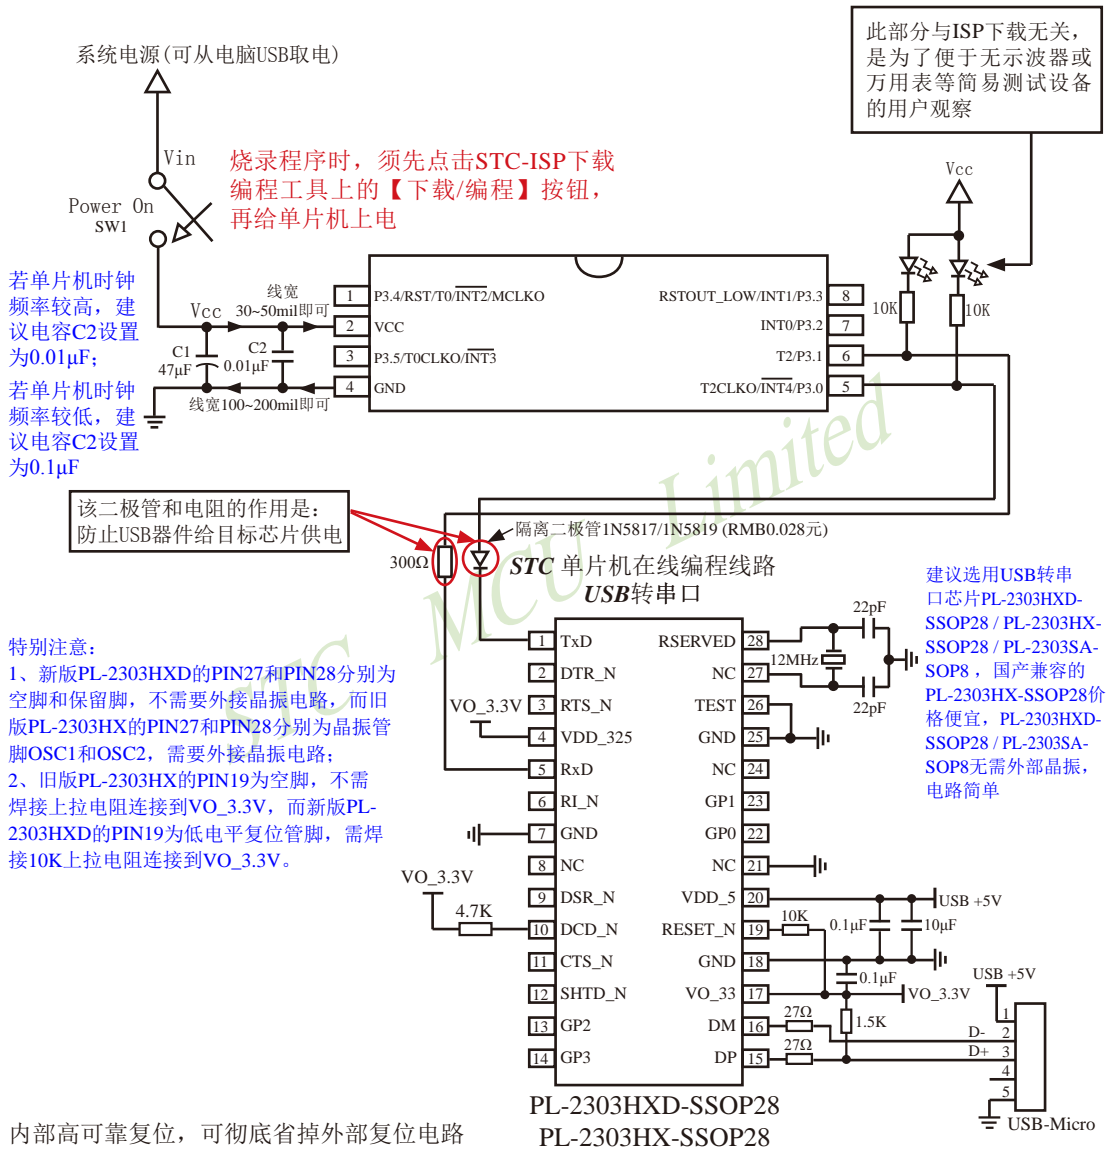 系统电源(可从电脑USB取电)
此部分与ISP下载无关，
是为了便于无示波器或
万用表等简易测试设备
的用户观察
Vin
烧录程序时，须先点击STC-ISP下载
编程工具上的【下载/编程】按钮，
再给单片机上电
Power On
SW1
Vcc
若单片机时钟
频率较高，建
议电容C2设置
为0.01μF；
若单片机时钟
频率较低，建
议电容C2设置
为0.1μF
线宽
30~50mil即可
Vcc
C1
47μF
C2
0.01μF
线宽100~200mil即可
1 P3.4/RST/T0/INT2/MCLKO
2 VCC
3 P3.5/T0CLKO/INT3
4 GND
RSTOUT_LOW/INT1/P3.3 8
INT0/P3.2 7
T2/P3.1 6
T2CLKO/INT4/P3.0 5
10K
10K
该二极管和电阻的作用是：
防止USB器件给目标芯片供电
300Ω
隔离二极管1N5817/1N5819 (RMB0.028元)
STC 单片机在线编程线路
USB转串口
STC MCU Limited
建议选用USB转串
口芯片PL-2303HXD-
SSOP28 / PL-2303HX-
SSOP28 / PL-2303SA-
SOP8 ，国产兼容的
PL-2303HX-SSOP28价
格便宜，PL-2303HXD-
SSOP28 / PL-2303SA-
SOP8无需外部晶振，
电路简单
特别注意：
1、新版PL-2303HXD的PIN27和PIN28分别为
空脚和保留脚，不需要外接晶振电路，而旧
版PL-2303HX的PIN27和PIN28分别为晶振管
脚OSC1和OSC2，需要外接晶振电路；
2、旧版PL-2303HX的PIN19为空脚，不需
焊接上拉电阻连接到VO_3.3V，而新版PL-
2303HXD的PIN19为低电平复位管脚，需焊
接10K上拉电阻连接到VO_3.3V。
1 TxD
2 DTR_N
3 RTS_N
4 VDD_325
5 RxD
6 RI_N
7 GND
8 NC
9 DSR_N
10 DCD_N
11 CTS_N
12 SHTD_N
13 GP2
14 GP3
RSERVED 28
NC 27
TEST 26
GND 25
NC 24
GP1 23
GP0 22
NC 21
VDD_5 20
RESET_N 19
GND 18
VO_33 17
DM 16
DP 15
VO_3.3V
VO_3.3V
4.7K
22pF
12MHz
22pF
USB +5V
0.1μF
10μF
10K
0.1μF
VO_3.3V
27Ω
1.5K
27Ω
USB +5V
D-
D+
1
2
3
4
5
USB-Micro
PL-2303HXD-SSOP28
PL-2303HX-SSOP28
内部高可靠复位，可彻底省掉外部复位电路